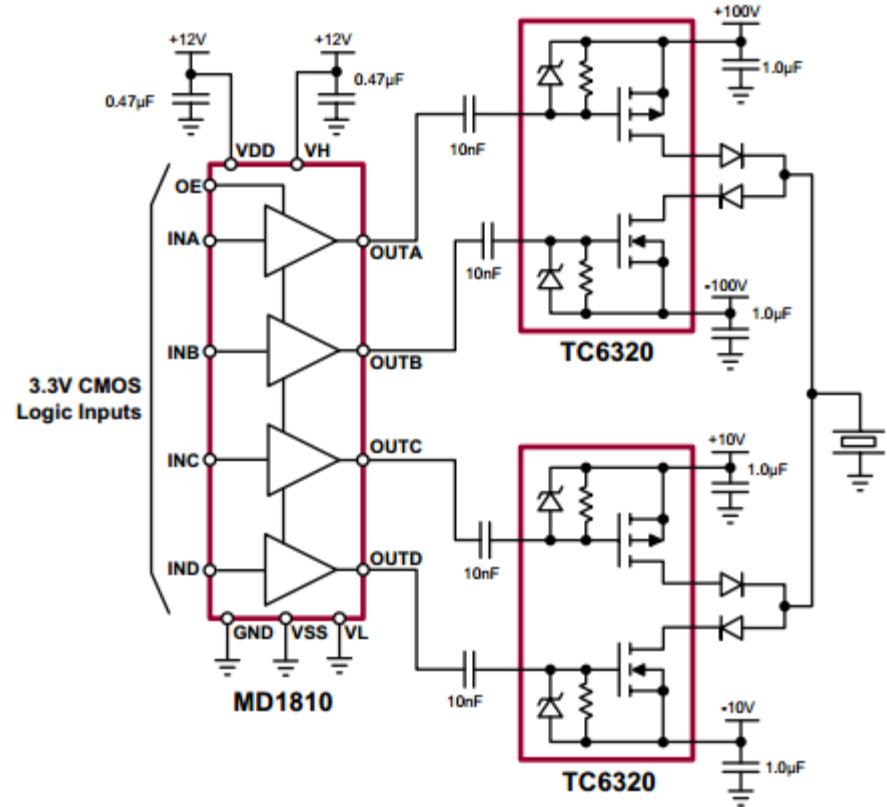 +12V
+12V
0.47µF
0.47µF
VDD
VH
OE
INA
INB
INC
IND
3.3V CMOS
Logic Inputs
OUTA
OUTB
OUTC
OUTD
GND
VSS
VL
MD1810
10nF
10nF
10nF
10nF
+100V
1.0µF
-100V
1.0µF
TC6320
+10V
1.0µF
-10V
1.0µF
TC6320